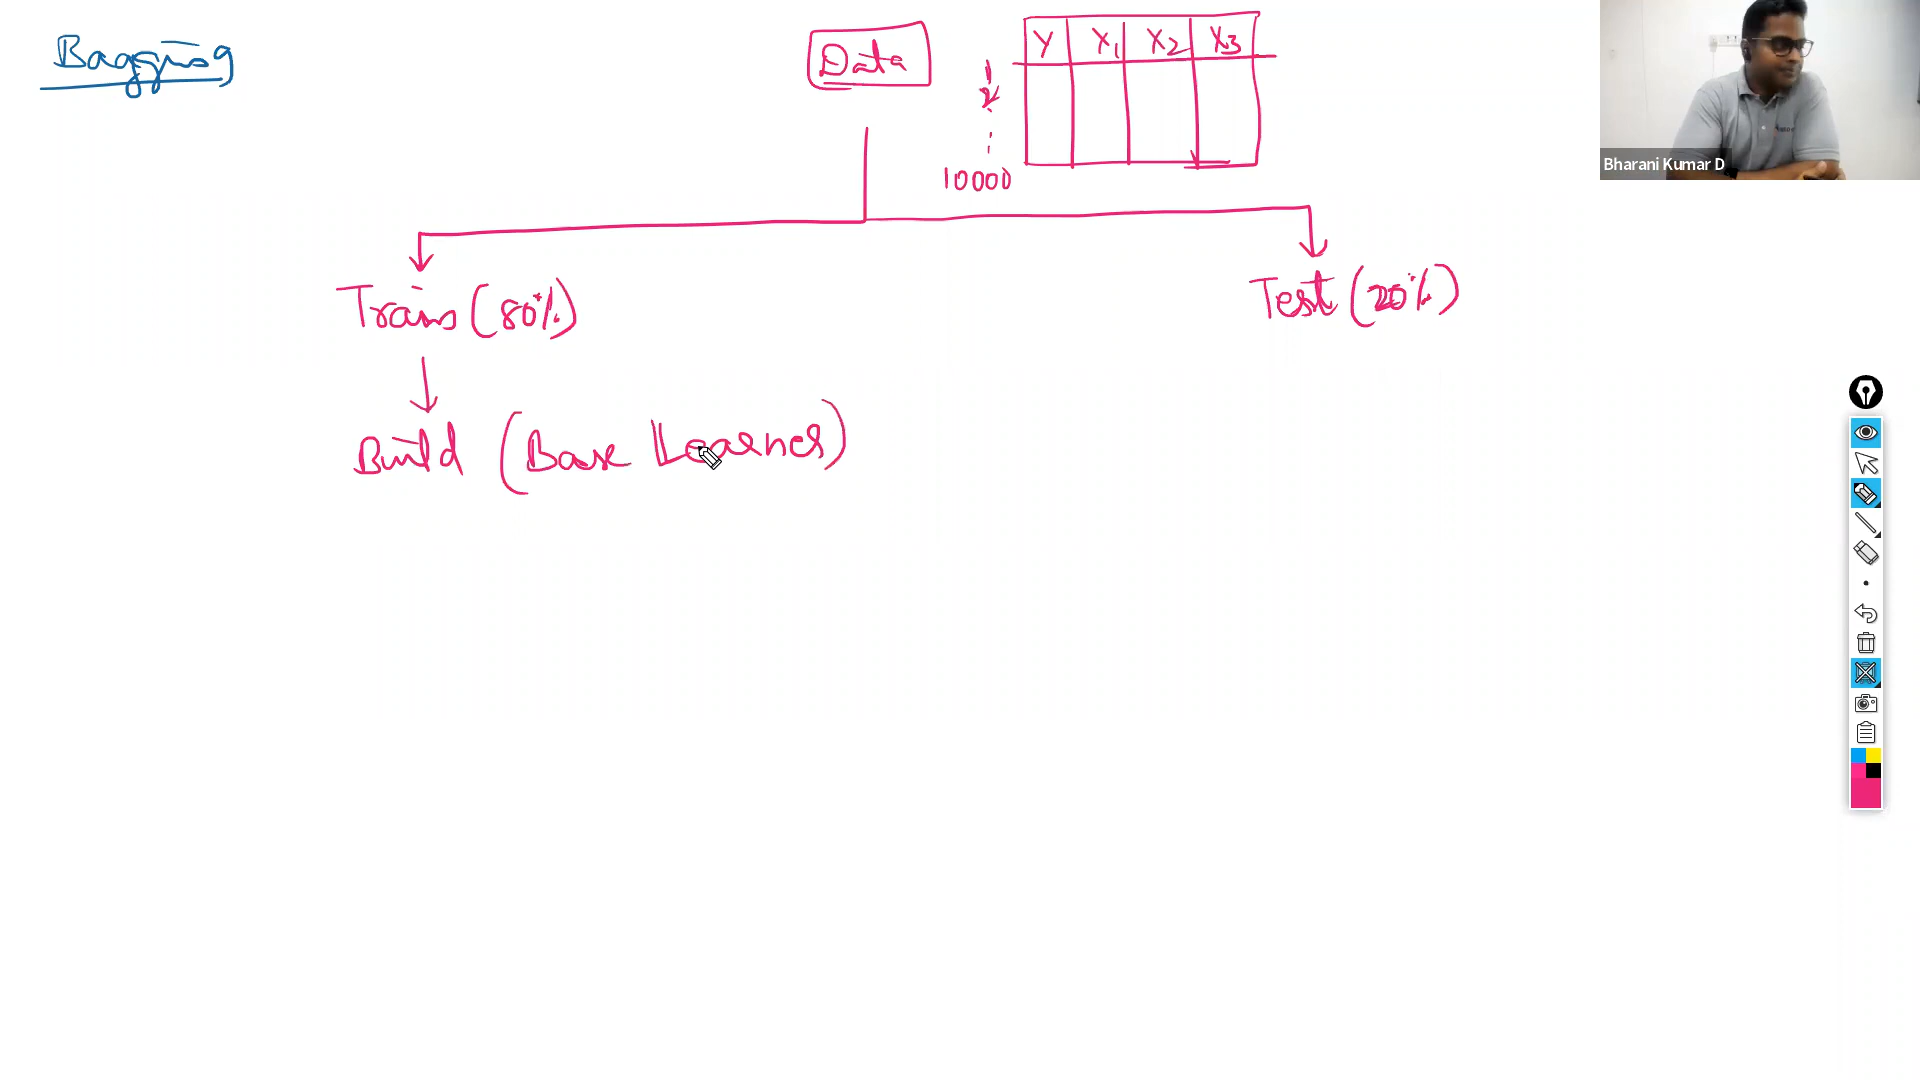 Bagging
Data
Y X1 X2 X3
1
2
10000
Bharani Kumar D
Train (80%)
Test (20%)
Build (Base Learner)